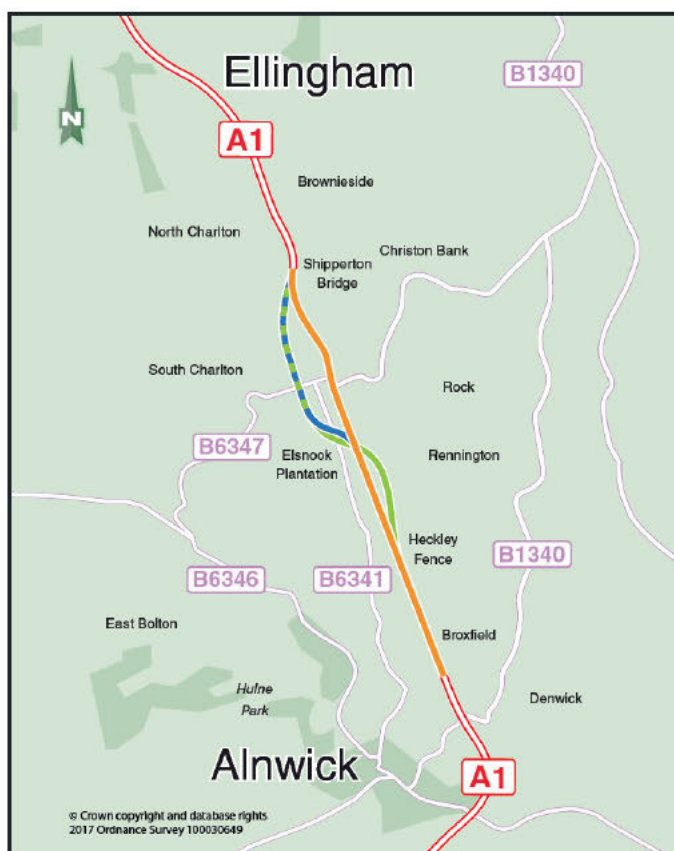 Ellingham
B1340
N
A1
Brownieside
North Charlton
Christon Bank
Shipperton
Bridge
South Charlton
Rock
B6347
Elsnook
Plantation
Rennington
Heckley
Fence
B1340
B6346
B6341
East Bolton
Broxfield
Hulne
Park
Denwick
Alnwick
A1
© Crown copyright and database rights
2017 Ordnance Survey 100030649